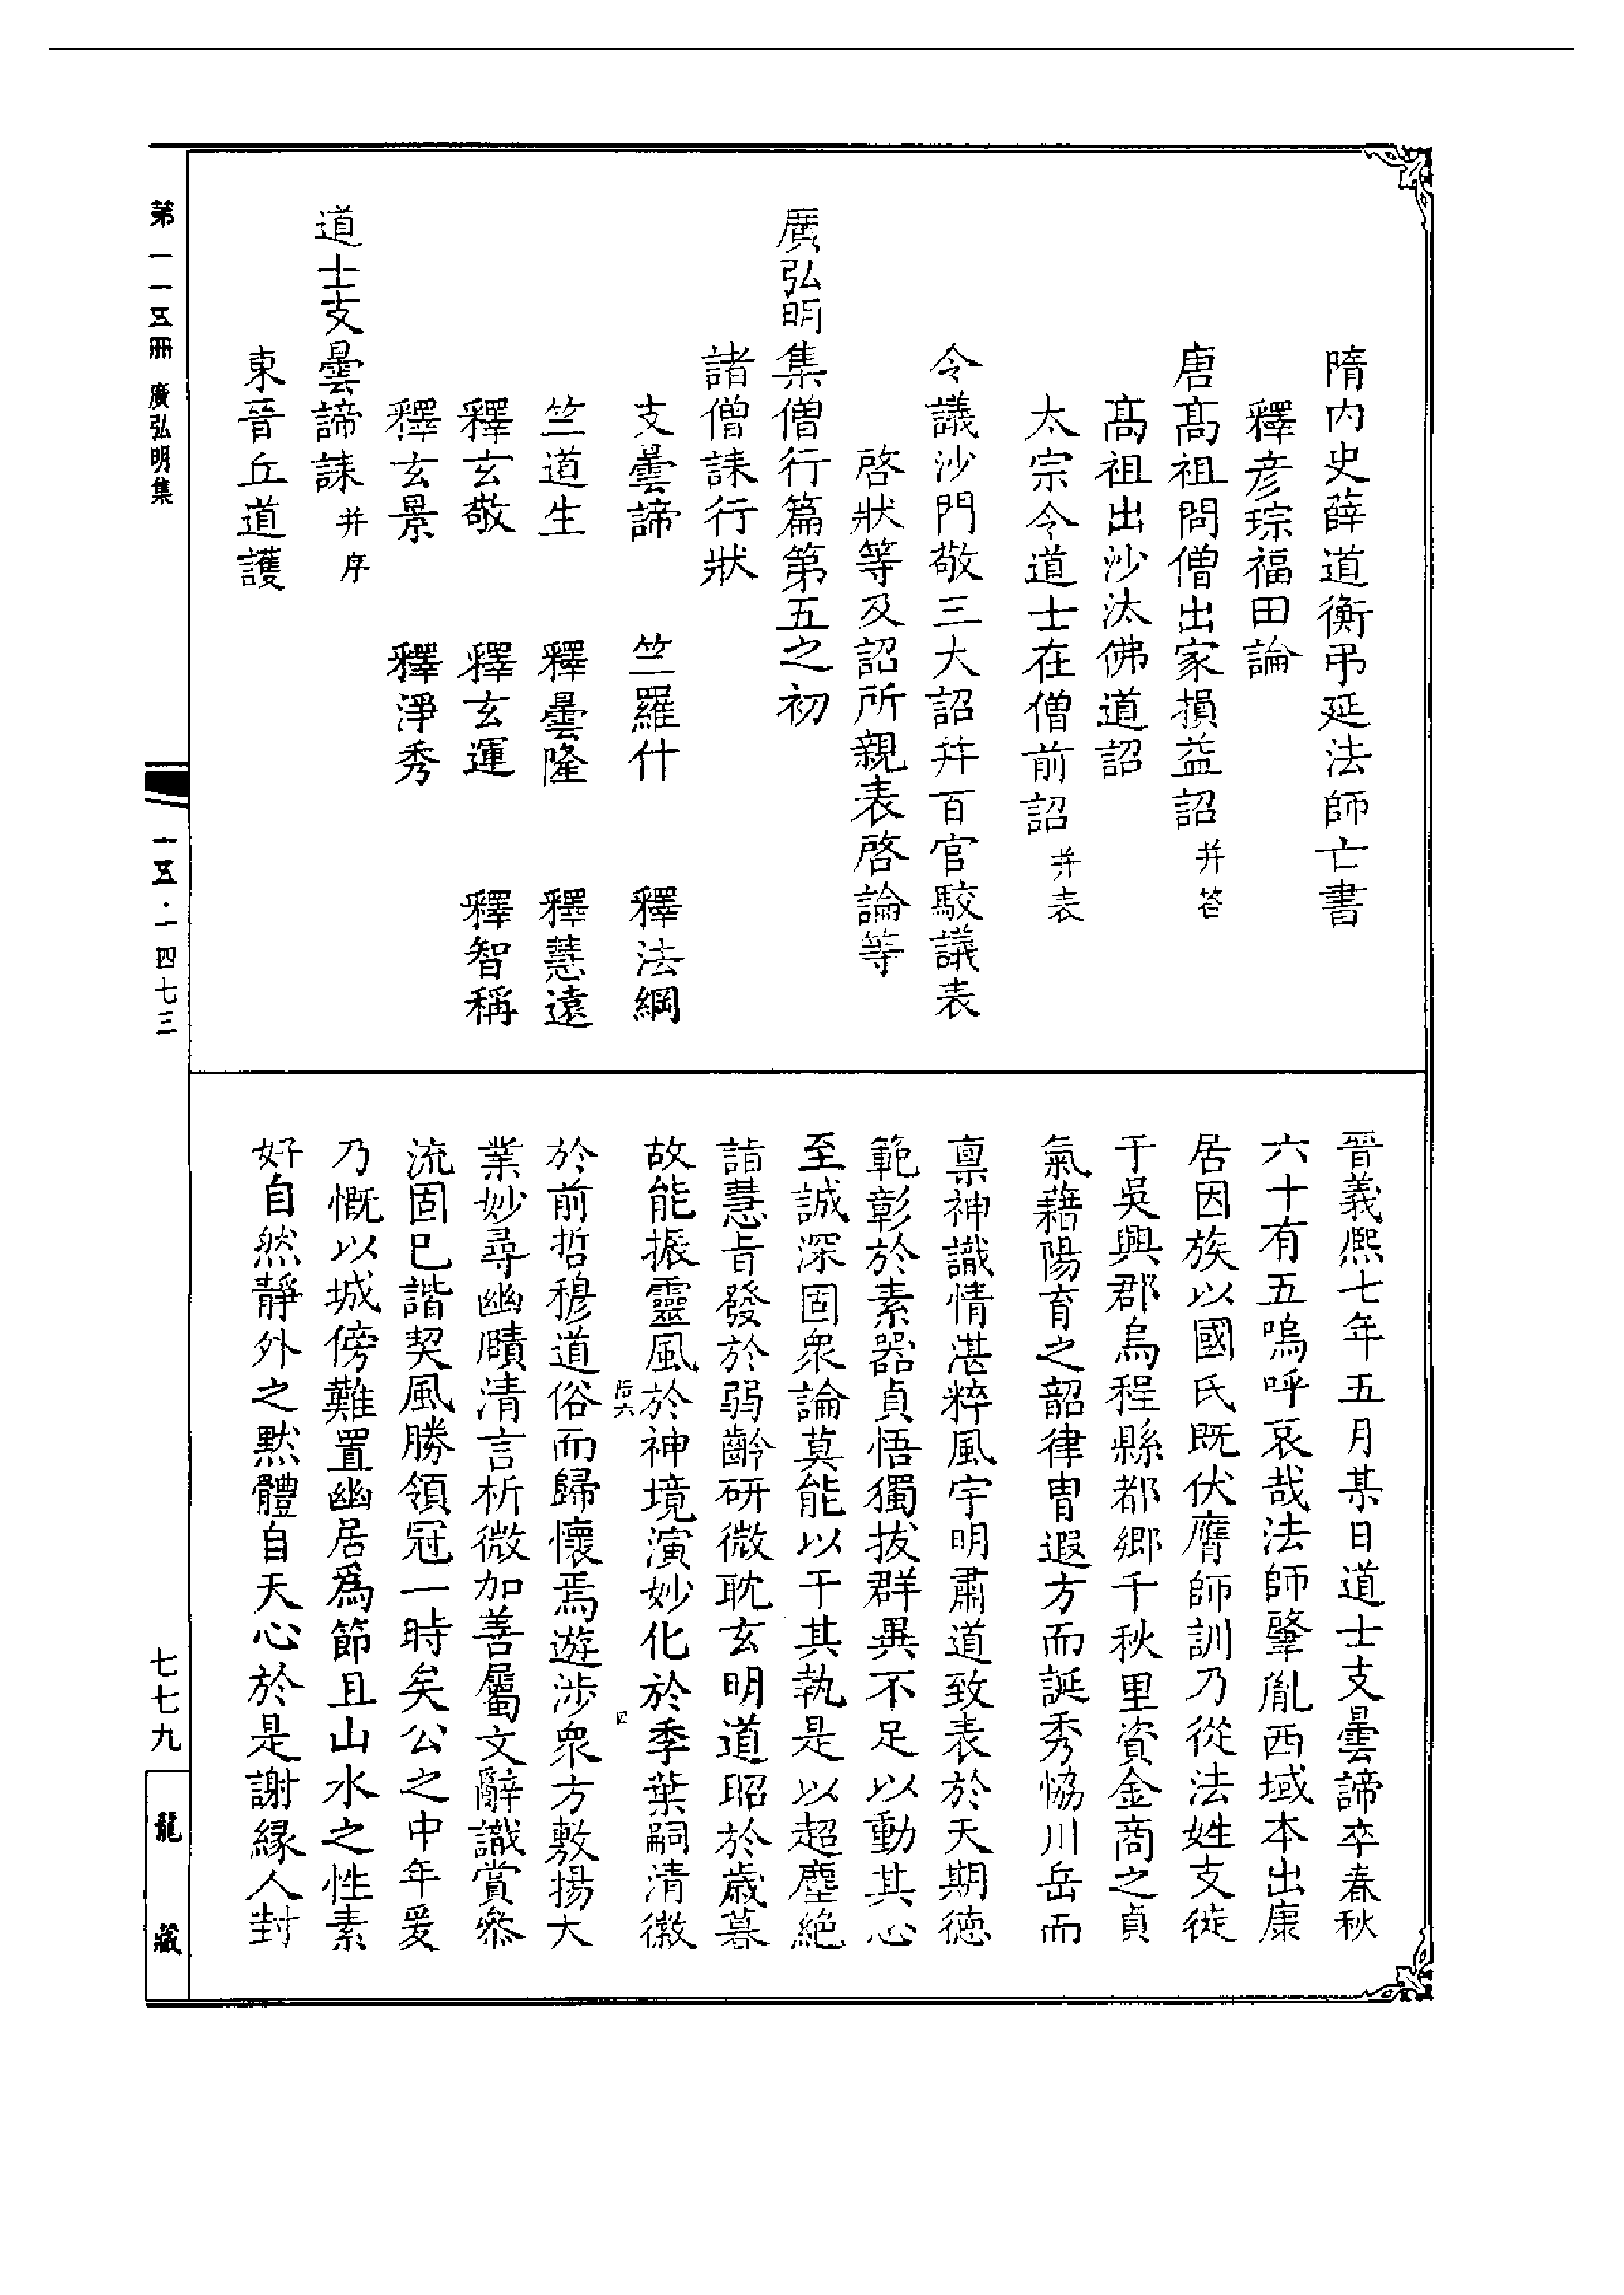 隋内史薛道衡弔延法師亡書
釋彦琮福田論
唐髙祖問僧出家損益詔并答
髙祖出沙汰佛道詔
太宗令道士在僧前詔并表
令議沙門敬三大詔并百官駮議表
啓狀等及詔所親表啓論等
廣弘明集僧行篇第五之初
諸僧誄行狀
支曇諦　竺羅什　釋法綱
竺道生　釋曇隆　釋慧遠
釋玄敬　釋玄運　釋智稱
釋玄景　釋淨秀
道士支曇諦誄并序
東晉丘道護
晉義熈七年五月某日道士支曇諦卒春秋
六十有五嗚呼哀哉法師肇胤西域本出康
居因族以國氏既伏膺師訓乃從法姓支徙
于吳興郡烏程縣都鄉千秋里資金商之貞
氣藉陽育之韶律冑遐方而誕秀恊川岳而
禀神識情湛粹風宇明肅道致表於天期德
範彰於素器貞悟獨拔群異不足以動其心
至誠深固衆論莫能以干其執是以超塵絕
詣慧旨發於弱齡研微耽玄明道昭於歲暮
故能振靈風於神境演妙化於季葉嗣清徽
於前哲穆道俗而歸懷焉遊涉衆方敷揚大
業妙尋幽賾清言析微加善屬文辭識賞參
流固巳諧契風勝領冠一時矣公之中年爰
乃慨以城傍難置幽居爲節且山水之性素
好自然靜外之默體自天心於是謝緣人封
第一一五冊　廣弘明集
一五·一四七三
七七九
龍藏